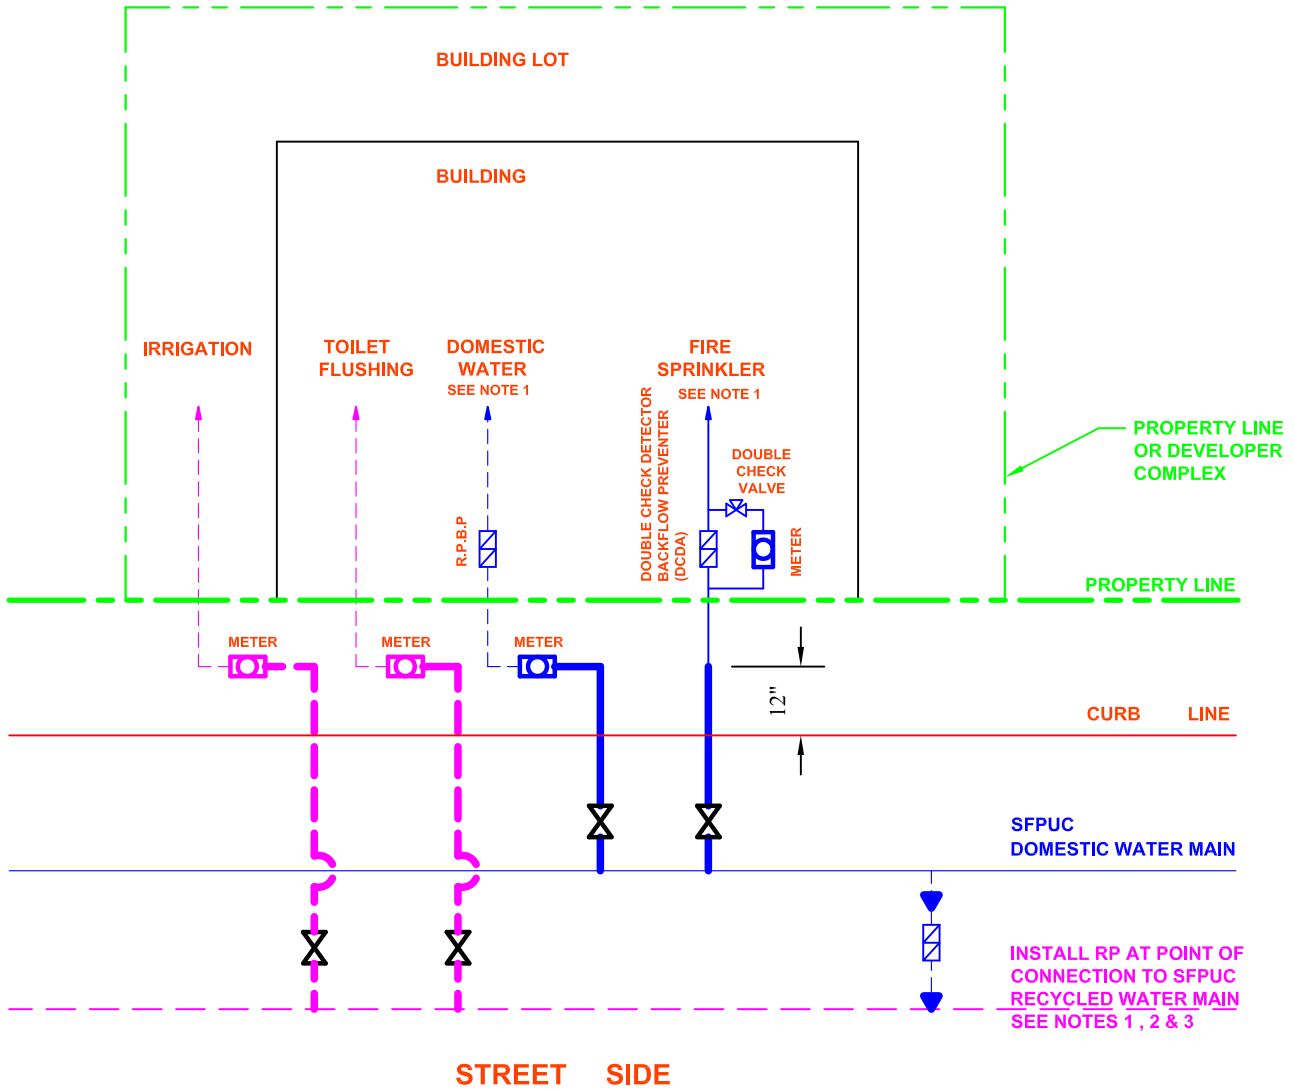 BUILDING LOT
BUILDING
IRRIGATION
TOILET
FLUSHING
DOMESTIC
WATER
SEE NOTE 1
FIRE
SPRINKLER
SEE NOTE 1
DOUBLE CHECK DETECTOR
BACKFLOW PREVENTER
(DCDA)
DOUBLE
CHECK
VALVE
METER
R.P.B.P
PROPERTY LINE
OR DEVELOPER
COMPLEX
PROPERTY LINE
METER
METER
METER
12"
CURB LINE
SFPUC
DOMESTIC WATER MAIN
INSTALL RP AT POINT OF
CONNECTION TO SFPUC
RECYCLED WATER MAIN
SEE NOTES 1 , 2 & 3
STREET SIDE